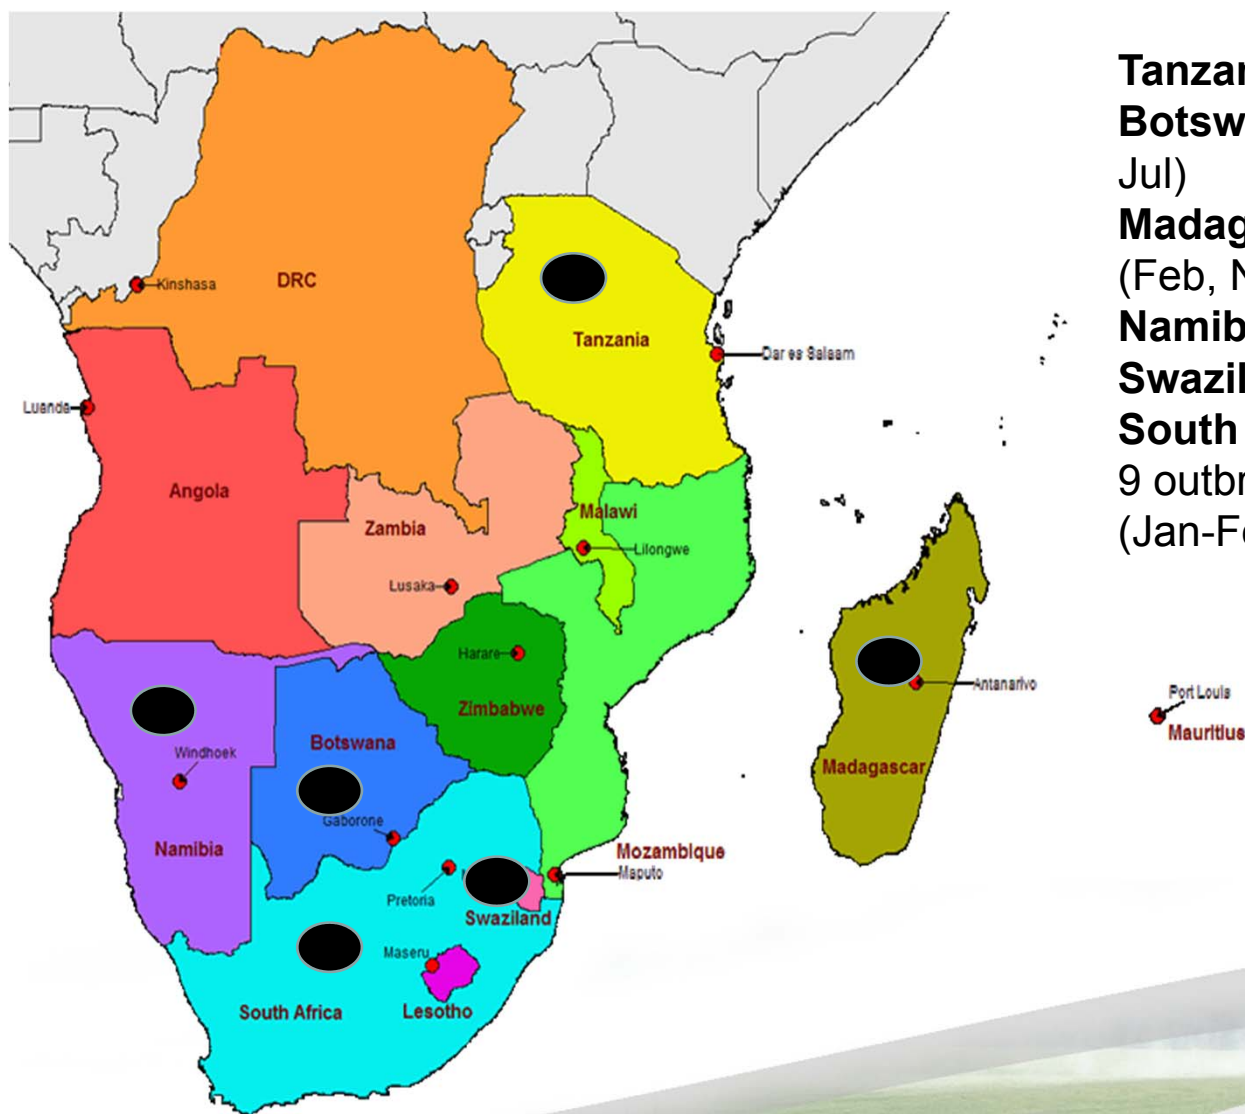 Tanzan
Botsw
Jul)
Madag
(Feb, N
Namib
Swazil
South
9 outbr
(Jan-Fe
Kinshasa
DRC
Tanzania
Dar es Salaam
Luanda
Angola
Zambia
Malawi
Lilongwe
Lusaka
Harare
Zimbabwe
Antanarivo
Port Louis
Mauritius
Windhoek
Botswana
Madagascar
Gaborone
Namibia
Mozambique
Maputo
Pretoria
Swaziland
Maseru
South Africa
Lesotho